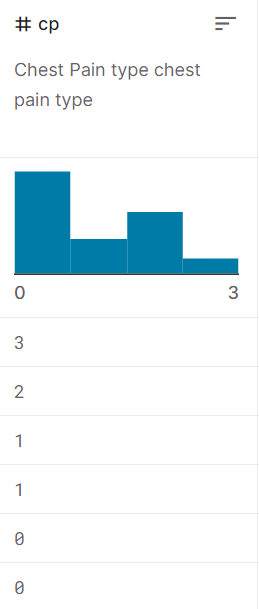 # cp
Chest Pain type chest
pain type
0 3
3
2
1
1
0
0